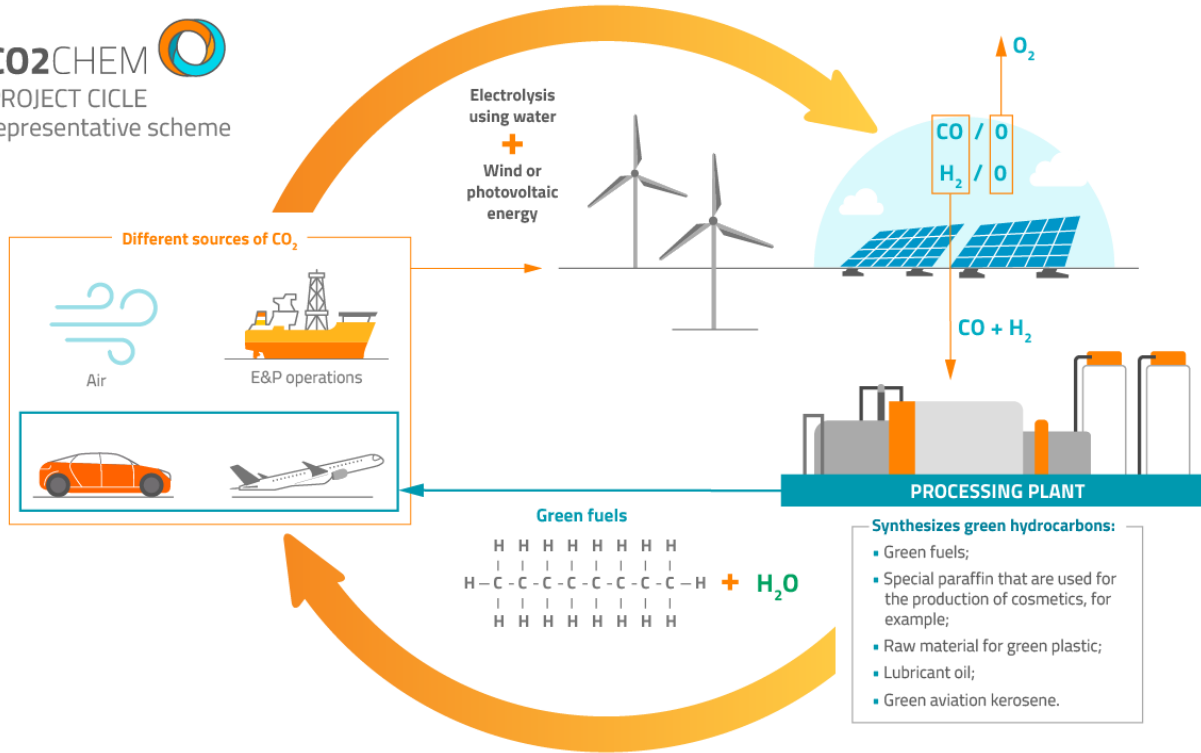 CO2CHEM
PROJECT CICLE
representative scheme
Electrolysis
using water
+
Wind or
photovoltaic
energy
O2
CO / O
H2 / O
Different sources of CO2
Air
E&P operations
CO + H2
PROCESSING PLANT
Green fuels
H H H H H H H H
H–C-C-C-C-C-C-C-C-H + H2O
H H H H H H H H
Synthesizes green hydrocarbons:
▪ Green fuels;
▪ Special paraffin that are used for
the production of cosmetics, for
example;
▪ Raw material for green plastic;
▪ Lubricant oil;
▪ Green aviation kerosene.